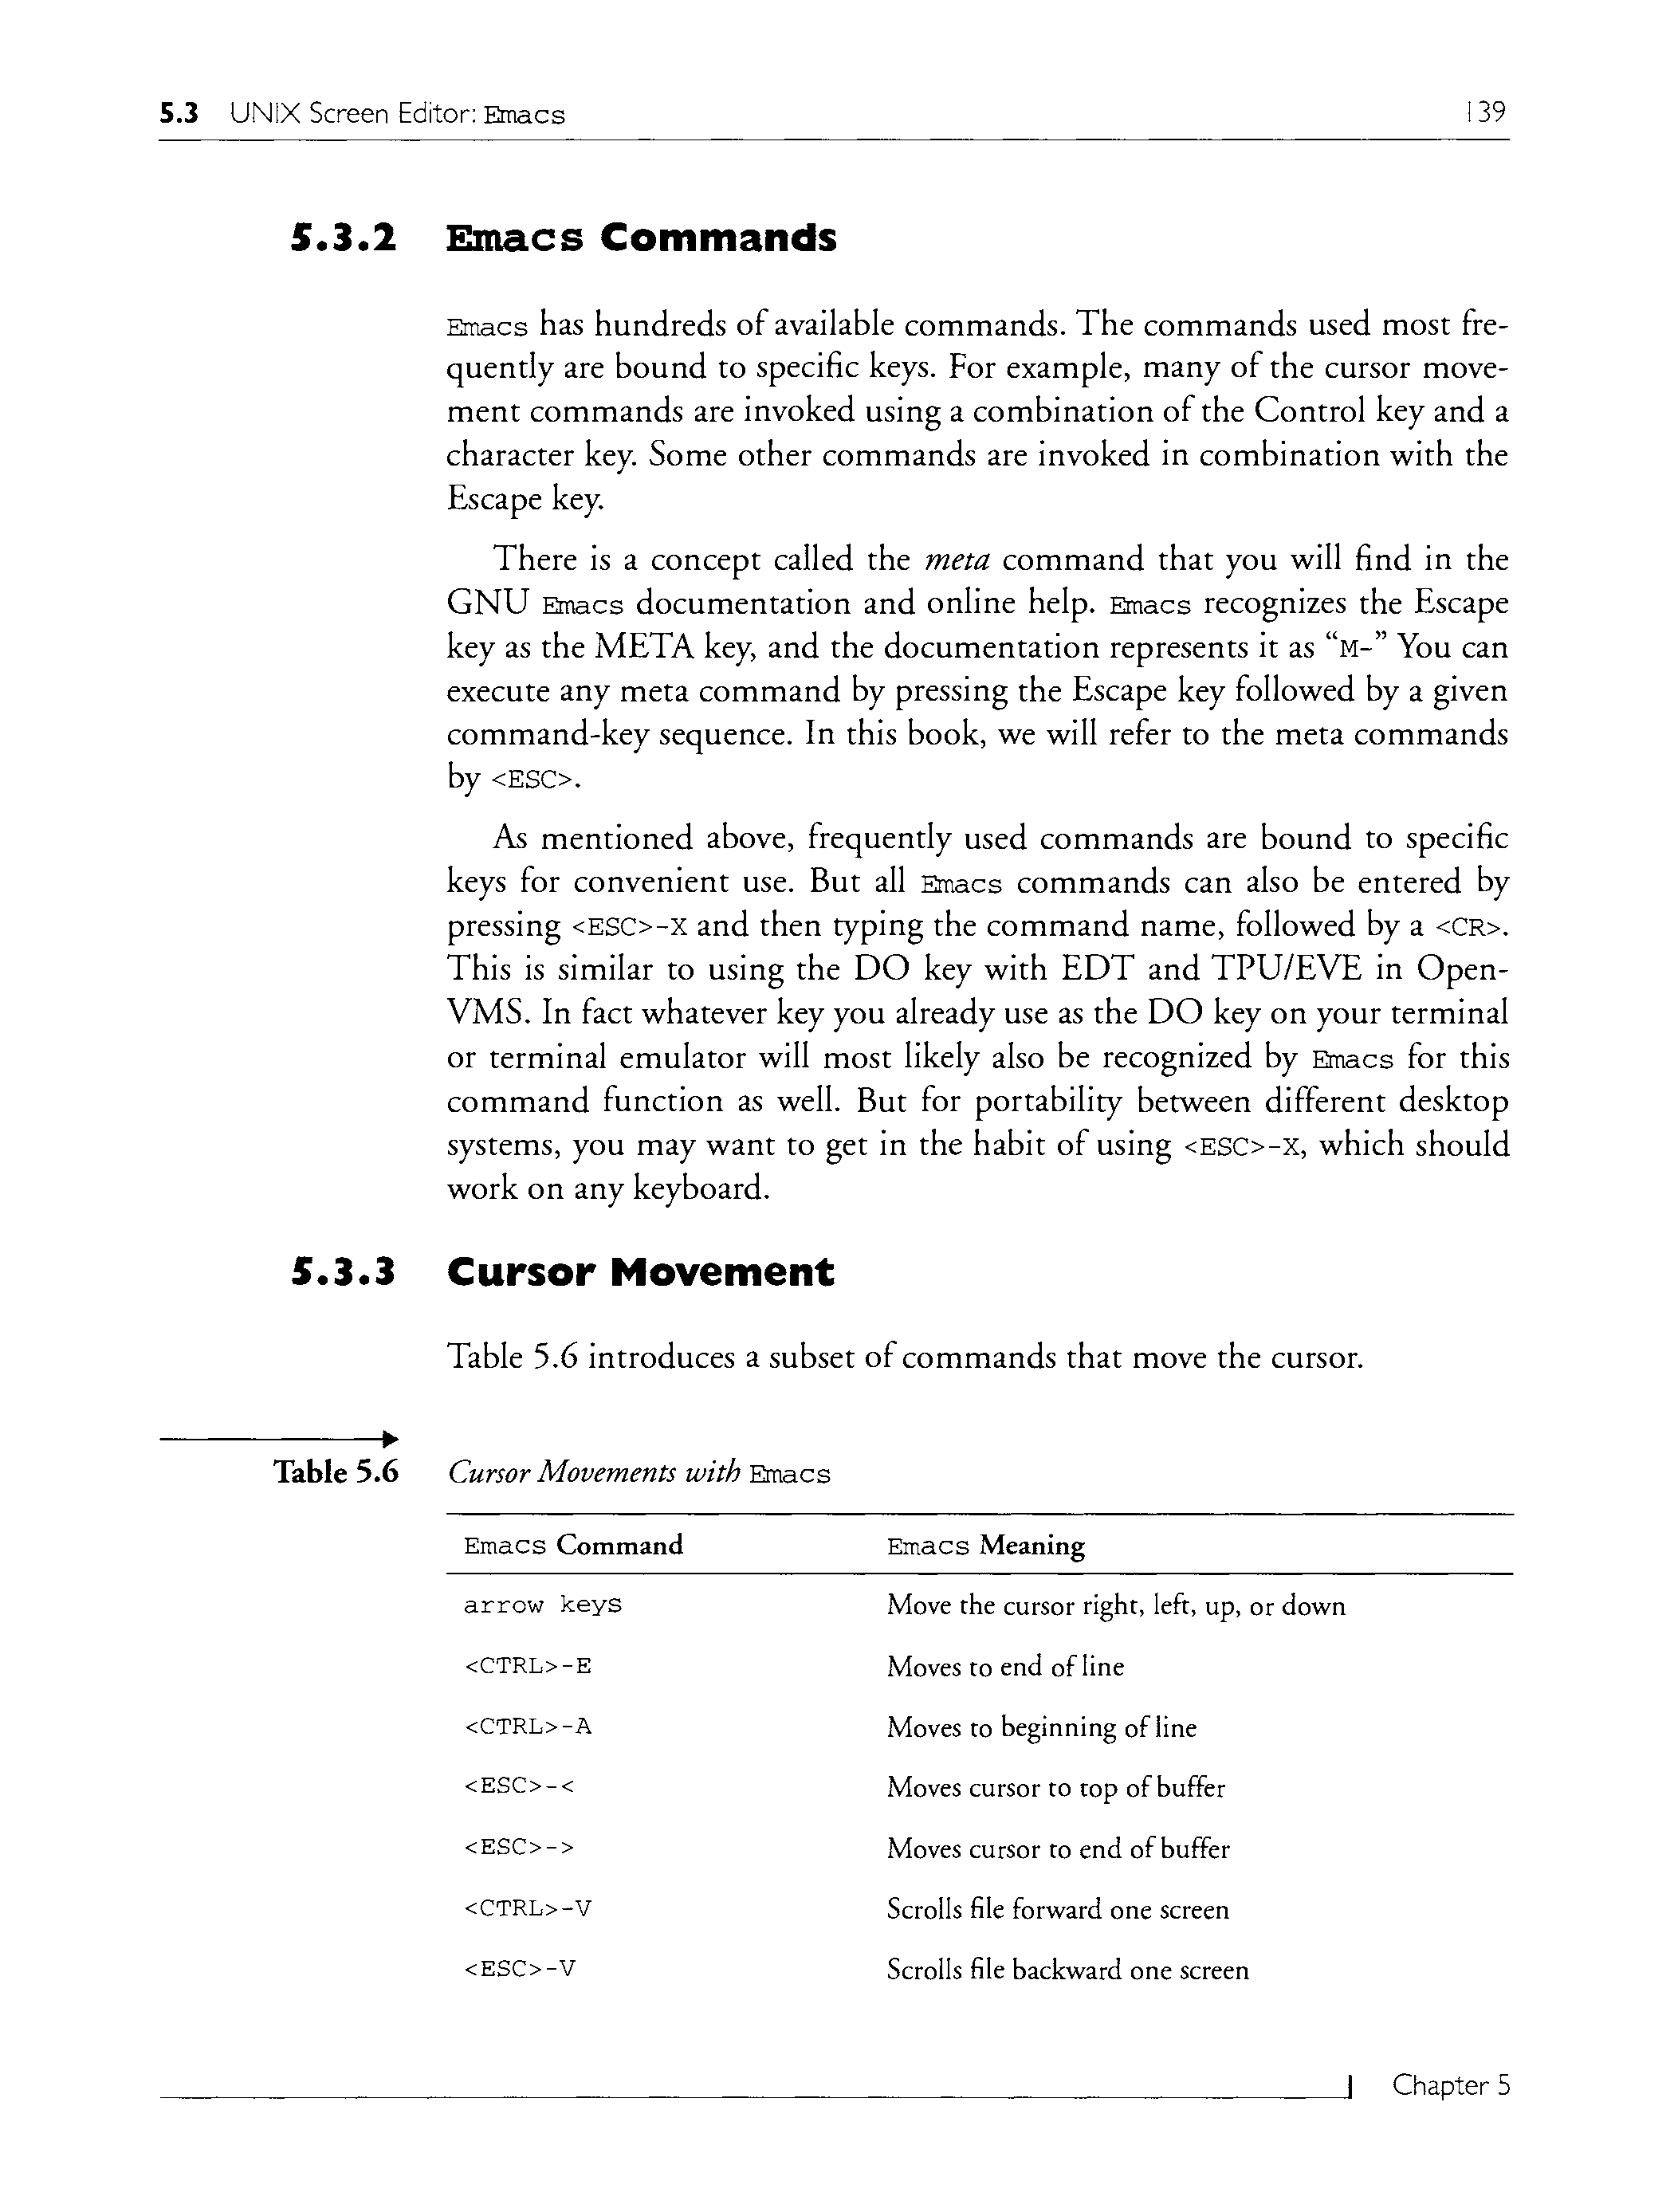 5.3 UNIX Screen Editor: Emacs 139
5.3.2 Emacs Commands
Emacs has hundreds of available commands. The commands used most fre-
quently are bound to specific keys. For example, many of the cursor move-
ment commands are invoked using a combination of the Control key and a
character key. Some other commands are invoked in combination with the
Escape key.
There is a concept called the meta command that you will find in the
GNU Emacs documentation and online help. Emacs recognizes the Escape
key as the META key, and the documentation represents it as “M-” You can
execute any meta command by pressing the Escape key followed by a given
command-key sequence. In this book, we will refer to the meta commands
by <ESC>.
As mentioned above, frequently used commands are bound to specific
keys for convenient use. But all Emacs commands can also be entered by
pressing <ESC>-X and then typing the command name, followed by a <CR>.
This is similar to using the DO key with EDT and TPU/EVE in Open-
VMS. In fact whatever key you already use as the DO key on your terminal
or terminal emulator will most likely also be recognized by Emacs for this
command function as well. But for portability between different desktop
systems, you may want to get in the habit of using <ESC>-X, which should
work on any keyboard.
5.3.3 Cursor Movement
Table 5.6 introduces a subset of commands that move the cursor.
Table 5.6 Cursor Movements with Emacs
Emacs Command Emacs Meaning
arrow keys Move the cursor right, left, up, or down
<CTRL>-E Moves to end of line
<CTRL>-A Moves to beginning of line
<ESC>-< Moves cursor to top of buffer
<ESC>-> Moves cursor to end of buffer
<CTRL>-V Scrolls file forward one screen
<ESC>-V Scrolls file backward one screen
Chapter 5